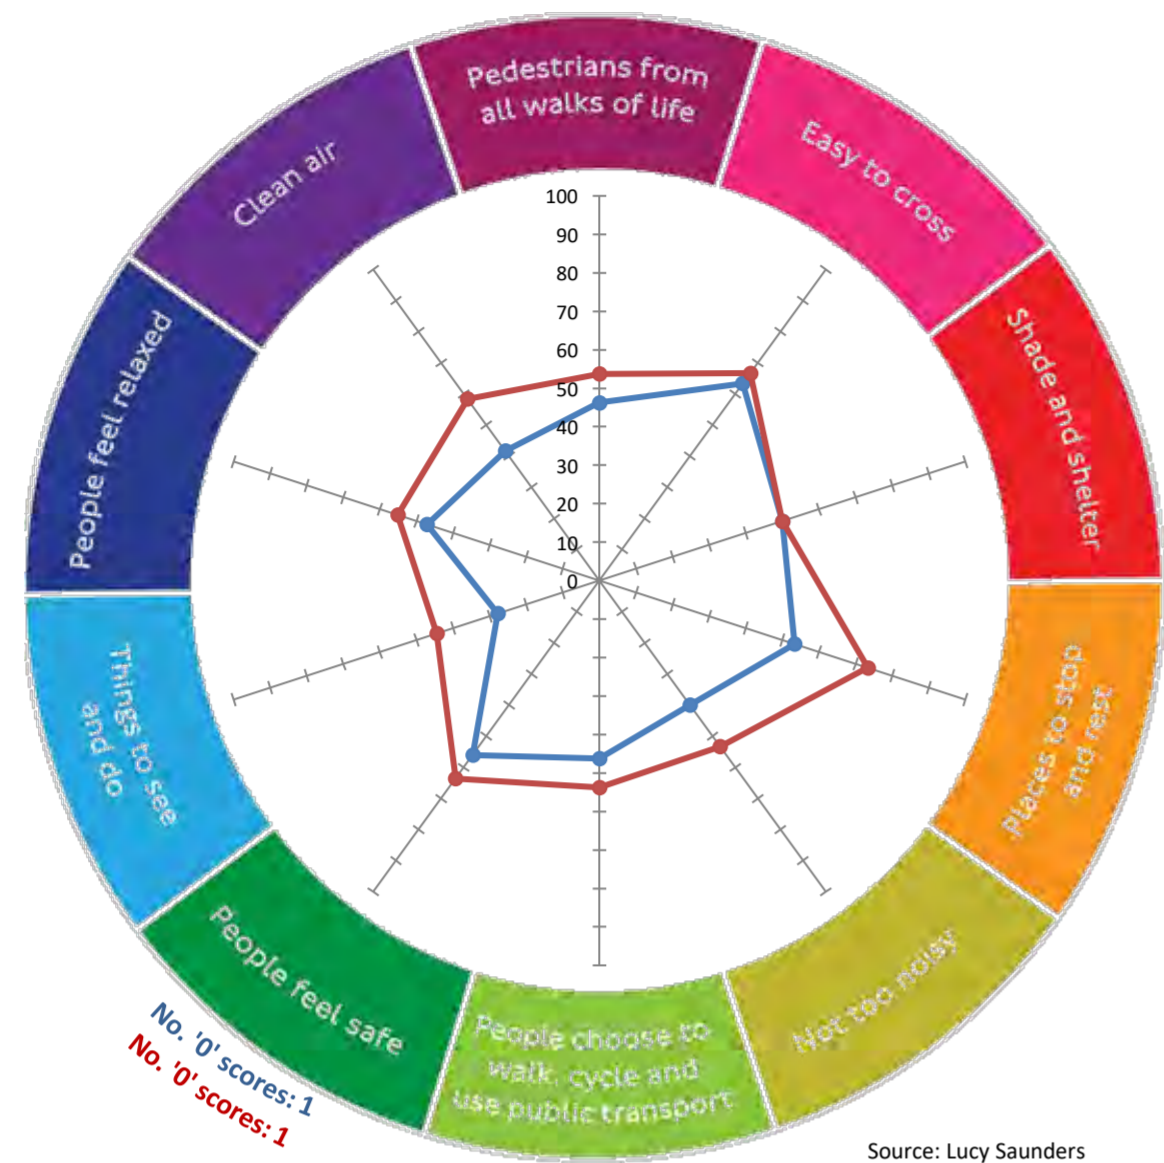 Pedestrians from
all walks of life
Easy to cross
Shade and shelter
Places to stop
and rest
Not too noisy
People choose to
walk, cycle and
use public transport
People feel safe
Things to see
and do
People feel relaxed
Clean air
100
90
80
70
60
50
40
30
20
10
0
No. '0' scores: 1
No. '0' scores: 1
Source: Lucy Saunders